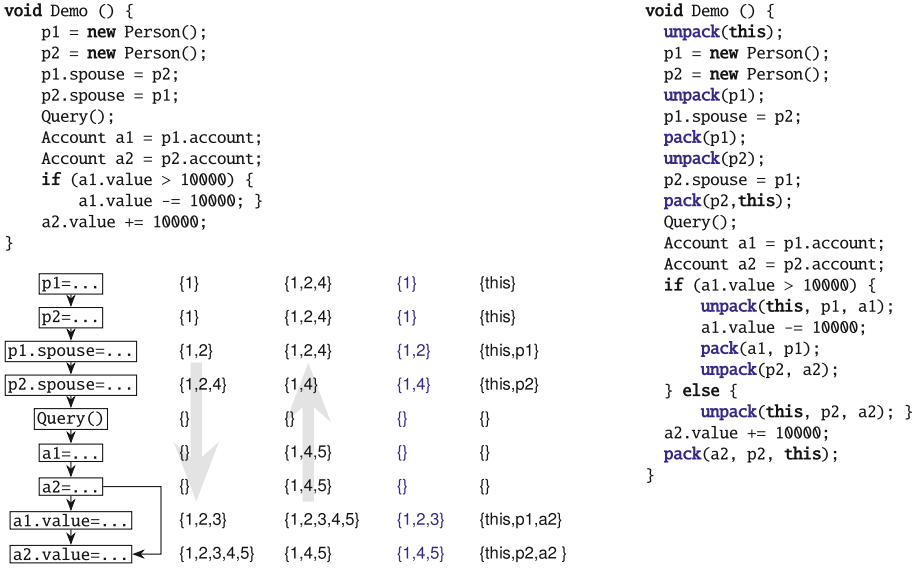 void Demo () {
p1 = new Person();
p2 = new Person();
p1.spouse = p2;
p2.spouse = p1;
Query();
Account a1 = p1.account;
Account a2 = p2.account;
if (a1.value > 10000) {
a1.value -= 10000; }
a2.value += 10000;
}
p1=... {1} {1,2,4} {1} {this}
p2=... {1} {1,2,4} {1} {this}
p1.spouse=... {1,2} {1,2,4} {1,2} {this,p1}
p2.spouse=... {1,2,4} {1,4} {1,4} {this,p2}
Query() {} {} {} {}
a1=... {} {1,4,5} {} {}
a2=... {} {1,4,5} {} {}
a1.value=... {1,2,3} {1,2,3,4,5} {1,2,3} {this,p1,a2}
a2.value=... {1,2,3,4,5} {1,4,5} {1,4,5} {this,p2,a2 }
void Demo () {
unpack(this);
p1 = new Person();
p2 = new Person();
unpack(p1);
p1.spouse = p2;
pack(p1);
unpack(p2);
p2.spouse = p1;
pack(p2,this);
Query();
Account a1 = p1.account;
Account a2 = p2.account;
if (a1.value > 10000) {
unpack(this, p1, a1);
a1.value -= 10000;
pack(a1, p1);
unpack(p2, a2);
} else {
unpack(this, p2, a2); }
a2.value += 10000;
pack(a2, p2, this);
}